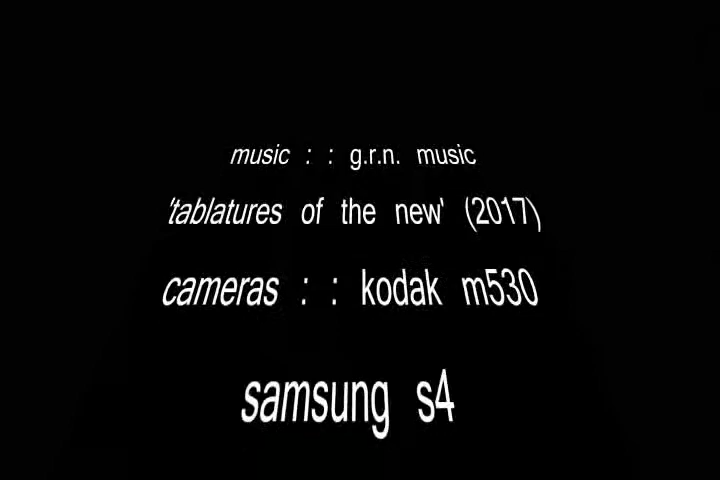 music : : g.r.n. music
'tablatures of the new' (2017)
cameras : : kodak m530
samsung s4